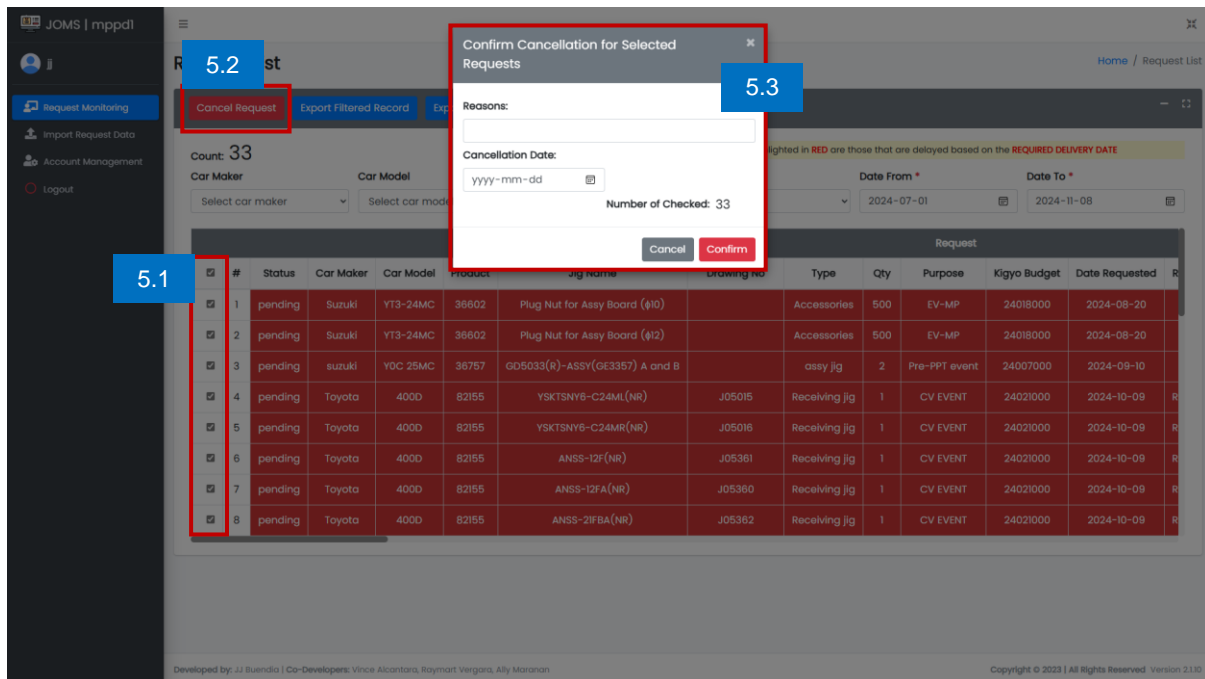 JOMS | mppd1
jj
Request Monitoring
Import Request Data
Account Management
Logout
R
st
Home / Request List
5.2
Cancel Request
Export Filtered Record
Exp
Confirm Cancellation for Selected
Requests
×
5.3
Reasons:
Cancellation Date:
yyyy-mm-dd
Number of Checked: 33
Cancel
Confirm
Count: 33
lighted in RED are those that are delayed based on the REQUIRED DELIVERY DATE
Car Maker
Car Model
Date From *
Date To *
Select car maker
Select car mode
2024-07-01
2024-11-08
5.1
Request
# Status Car Maker Car Model Product Jig Name Drawing No Type Qty Purpose Kigyo Budget Date Requested R
1 pending Suzuki YT3-24MC 36602 Plug Nut for Assy Board (ϕ10) Accessories 500 EV-MP 24018000 2024-08-20
2 pending Suzuki YT3-24MC 36602 Plug Nut for Assy Board (ϕ12) Accessories 500 EV-MP 24018000 2024-08-20
3 pending suzuki Y0C 25MC 36757 GD5033(R)-ASSY(GE3357) A and B assy jig 2 Pre-PPT event 24007000 2024-09-10
4 pending Toyota 400D 82155 YSKTSNY6-C24ML(NR) J05015 Receiving jig 1 CV EVENT 24021000 2024-10-09 R
5 pending Toyota 400D 82155 YSKTSNY6-C24MR(NR) J05016 Receiving jig 1 CV EVENT 24021000 2024-10-09 R
6 pending Toyota 400D 82155 ANSS-12F(NR) J05361 Receiving jig 1 CV EVENT 24021000 2024-10-09 R
7 pending Toyota 400D 82155 ANSS-12FA(NR) J05360 Receiving jig 1 CV EVENT 24021000 2024-10-09 R
8 pending Toyota 400D 82155 ANSS-21FBA(NR) J05362 Receiving jig 1 CV EVENT 24021000 2024-10-09 R
Developed by: JJ Buendia | Co-Developers: Vince Alcantara, Raymart Vergara, Ally Maranan
Copyright © 2023 | All Rights Reserved Version 2.1.10